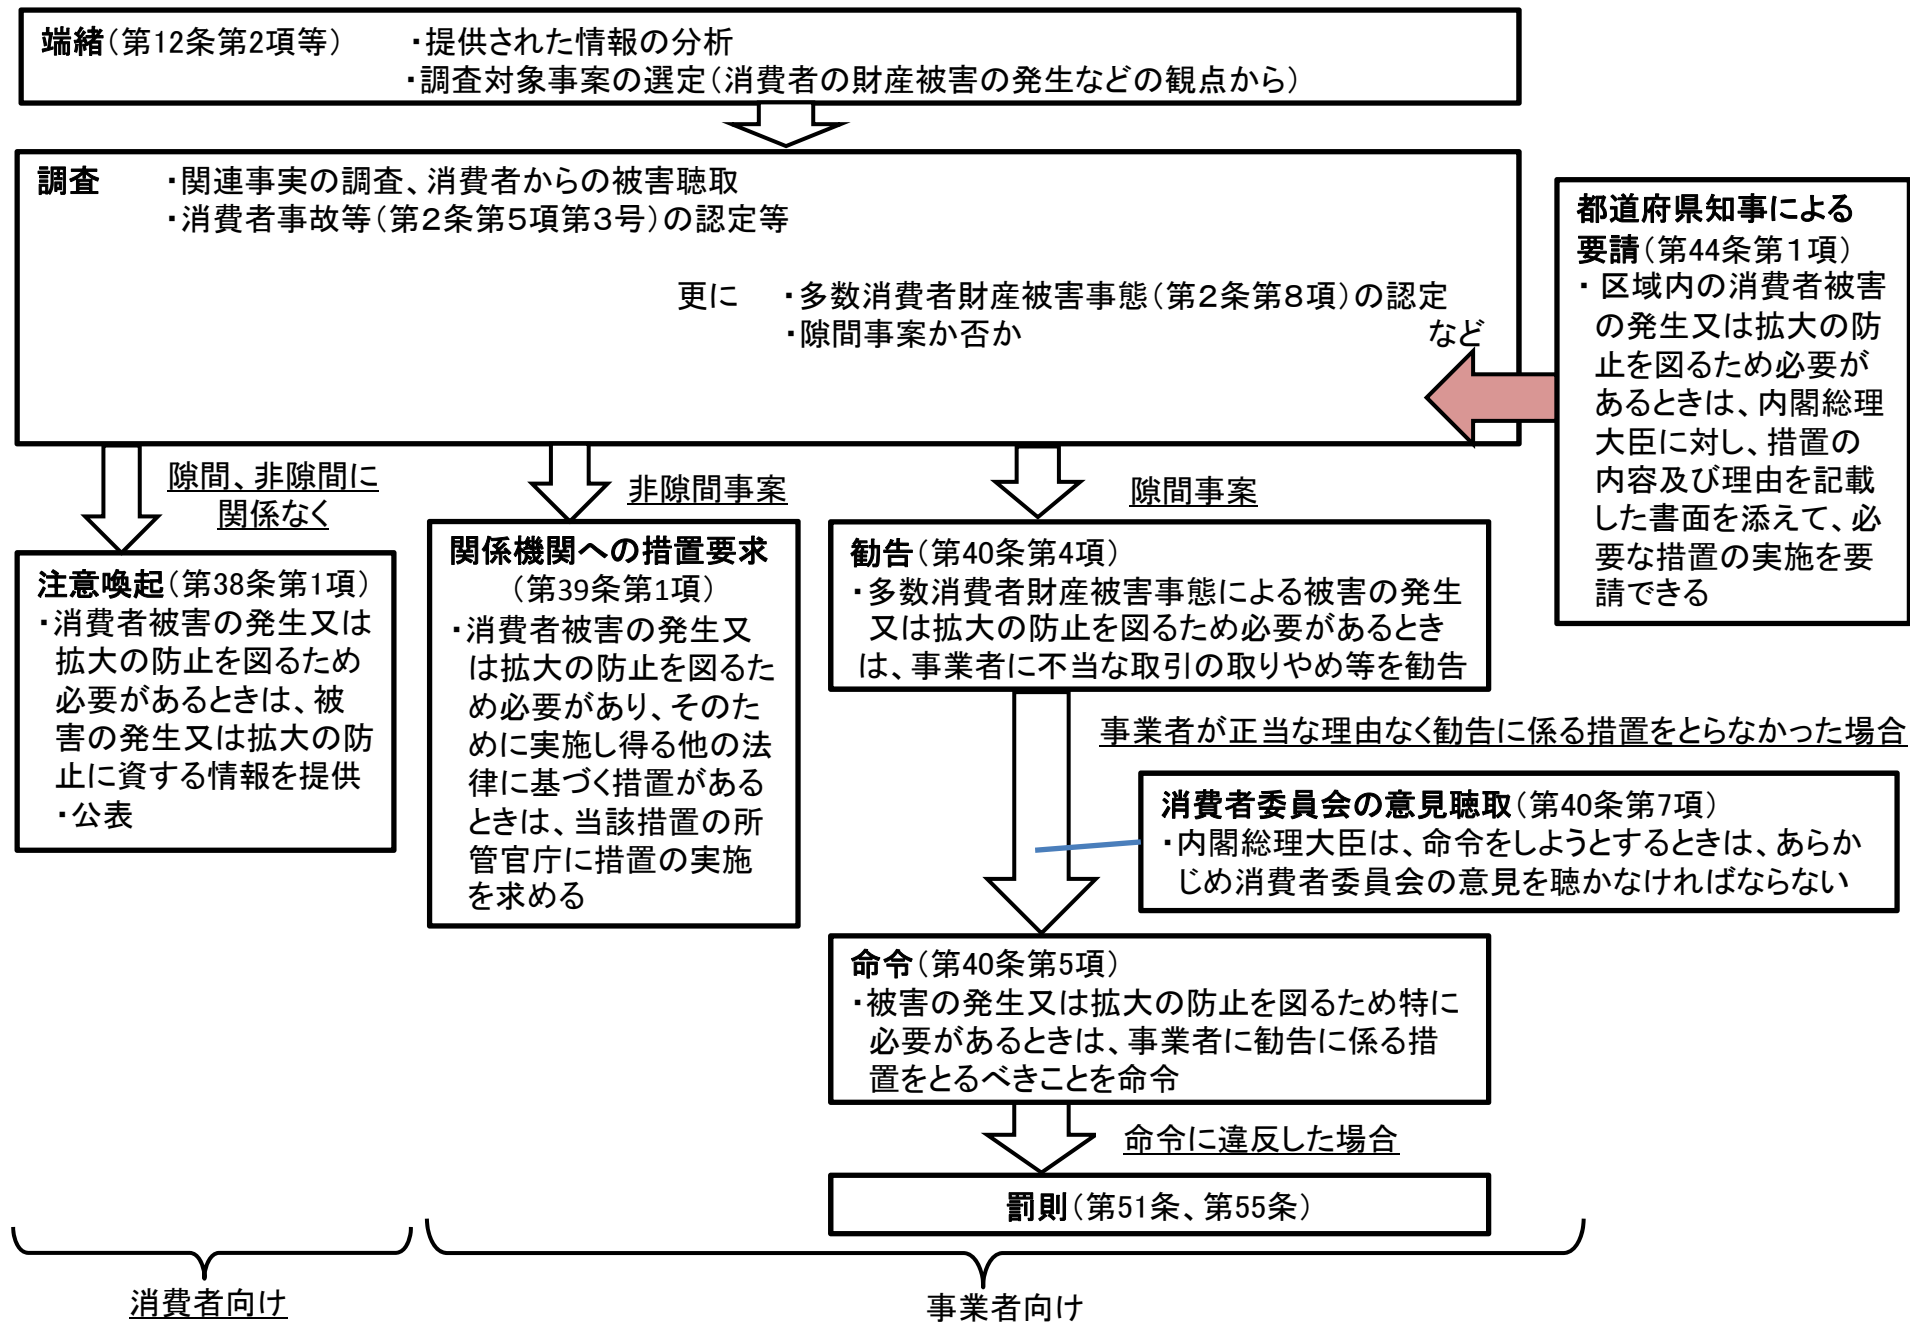 端緒（第12条第2項等）　・提供された情報の分析
・調査対象事案の選定（消費者の財産被害の発生などの観点から）
調査　・関連事実の調査、消費者からの被害聴取
・消費者事故等（第２条第５項第３号）の認定等
更に　・多数消費者財産被害事態（第２条第８項）の認定
・隙間事案か否か　など
都道府県知事による
要請（第44条第１項）
・区域内の消費者被害
の発生又は拡大の防
止を図るため必要が
あるときは、内閣総理
大臣に対し、措置の
内容及び理由を記載
した書面を添えて、必
要な措置の実施を要
請できる
隙間、非隙間に
関係なく
注意喚起（第38条第1項）
・消費者被害の発生又は
拡大の防止を図るため
必要があるときは、被
害の発生又は拡大の防
止に資する情報を提供
・公表
非隙間事案
関係機関への措置要求
（第39条第1項）
・消費者被害の発生又
は拡大の防止を図るた
め必要があり、そのた
めに実施し得る他の法
律に基づく措置がある
ときは、当該措置の所
管官庁に措置の実施
を求める
隙間事案
勧告（第40条第4項）
・多数消費者財産被害事態による被害の発生
又は拡大の防止を図るため必要があるとき
は、事業者に不当な取引の取りやめ等を勧告
事業者が正当な理由なく勧告に係る措置をとらなかった場合
消費者委員会の意見聴取（第40条第7項）
・内閣総理大臣は、命令をしようとするときは、あらか
じめ消費者委員会の意見を聴かなければならない
命令（第40条第5項）
・被害の発生又は拡大の防止を図るため特に
必要があるときは、事業者に勧告に係る措
置をとるべきことを命令
命令に違反した場合
罰則（第51条、第55条）
消費者向け
事業者向け